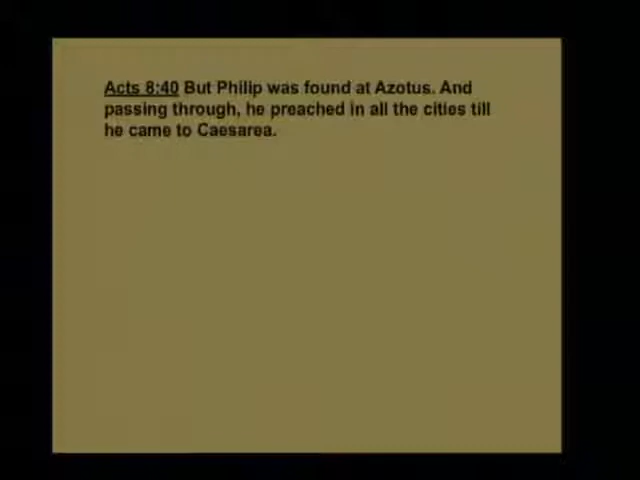 Acts 8:40 But Philip was found at Azotus. And
passing through, he preached in all the cities till
he came to Caesarea.